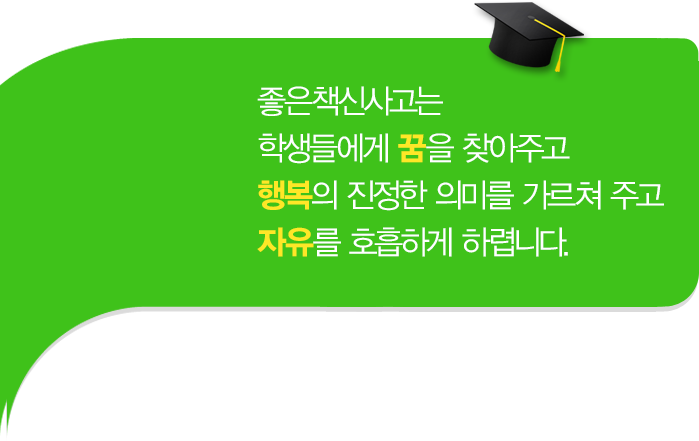 좋은책신사고는
학생들에게 꿈을 찾아주고
행복의 진정한 의미를 가르쳐 주고
자유를 호흡하게 하렵니다.